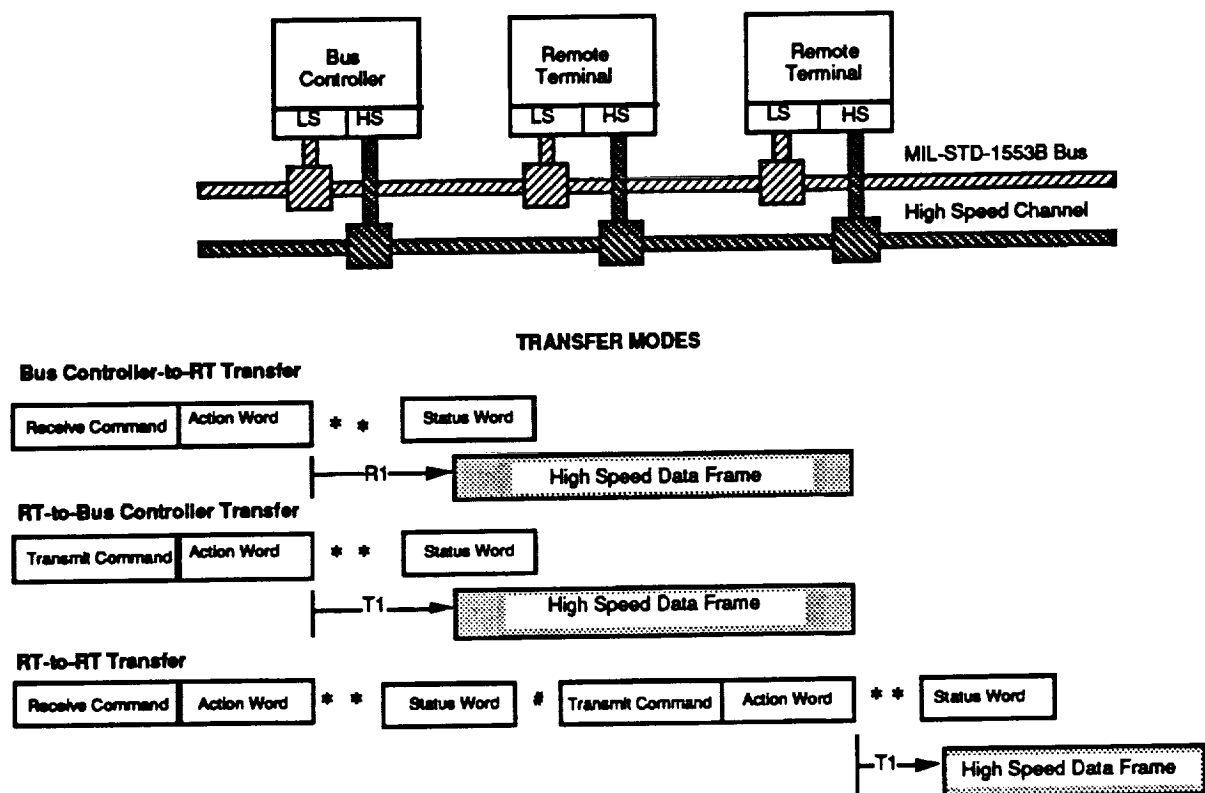 Bus
Controller
Remote
Terminal
Remote
Terminal
LS HS
LS HS
LS HS
MIL-STD-1553B Bus
High Speed Channel
TRANSFER MODES
Bus Controller-to-RT Transfer
Receive Command Action Word * * Status Word
R1 High Speed Data Frame
RT-to-Bus Controller Transfer
Transmit Command Action Word * * Status Word
T1 High Speed Data Frame
RT-to-RT Transfer
Receive Command Action Word * * Status Word # Transmit Command Action Word * * Status Word
T1 High Speed Data Frame